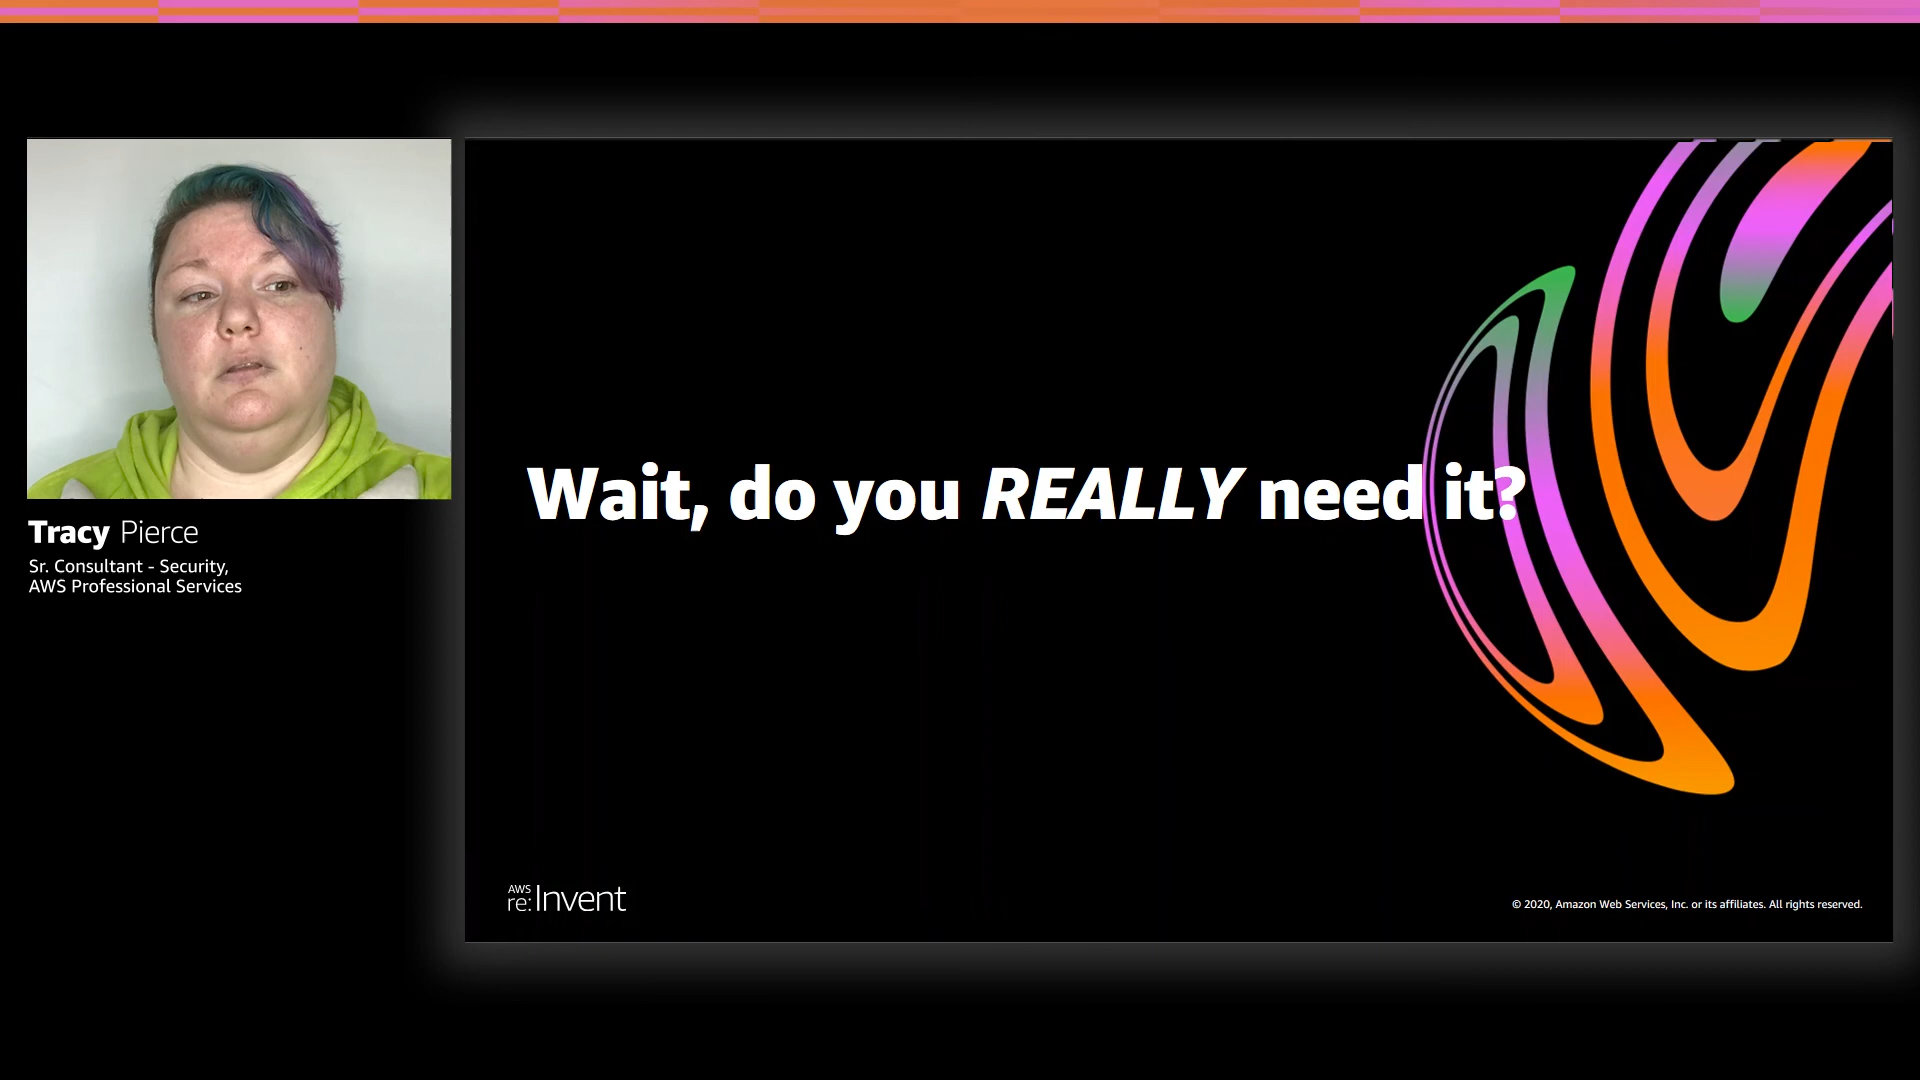 Tracy Pierce
Sr. Consultant - Security,
AWS Professional Services
Wait, do you REALLY need it?
AWS
re:Invent
© 2020, Amazon Web Services, Inc. or its affiliates. All rights reserved.